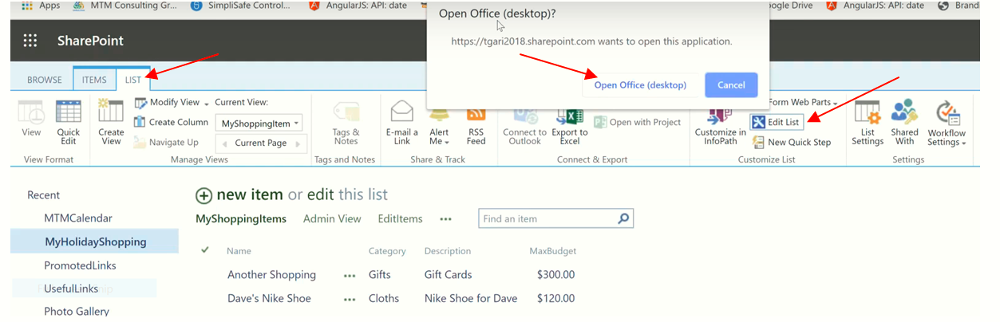 Apps MTM Consulting Gr... SimpliSafe Control... AngularJS: API: date
ogle Drive AngularJS: API: date Brand
Open Office (desktop)?
https://tgari2018.sharepoint.com wants to open this application.
Open Office (desktop) Cancel
SharePoint
BROWSE ITEMS LIST
View
Quick Edit
View Format
Create View
Modify View
Create Column
Navigate Up
Current View:
MyShoppingItem
Current Page
Manage Views
Tags & Notes
Tags and Notes
E-mail a Link
Alert Me
RSS Feed
Share & Track
Connect to Outlook
Export to Excel
Open with Project
Connect & Export
Customize in InfoPath
Form Web Parts
Edit List
New Quick Step
Customize List
List Settings
Shared With
Workflow Settings
Settings
Recent
MTMCalendar
MyHolidayShopping
PromotedLinks
UsefulLinks
Photo Gallery
new item or edit this list
MyShoppingItems Admin View EditItems ...
Find an item
Name Category Description MaxBudget
Another Shopping ... Gifts Gift Cards $300.00
Dave's Nike Shoe ... Cloths Nike Shoe for Dave $120.00